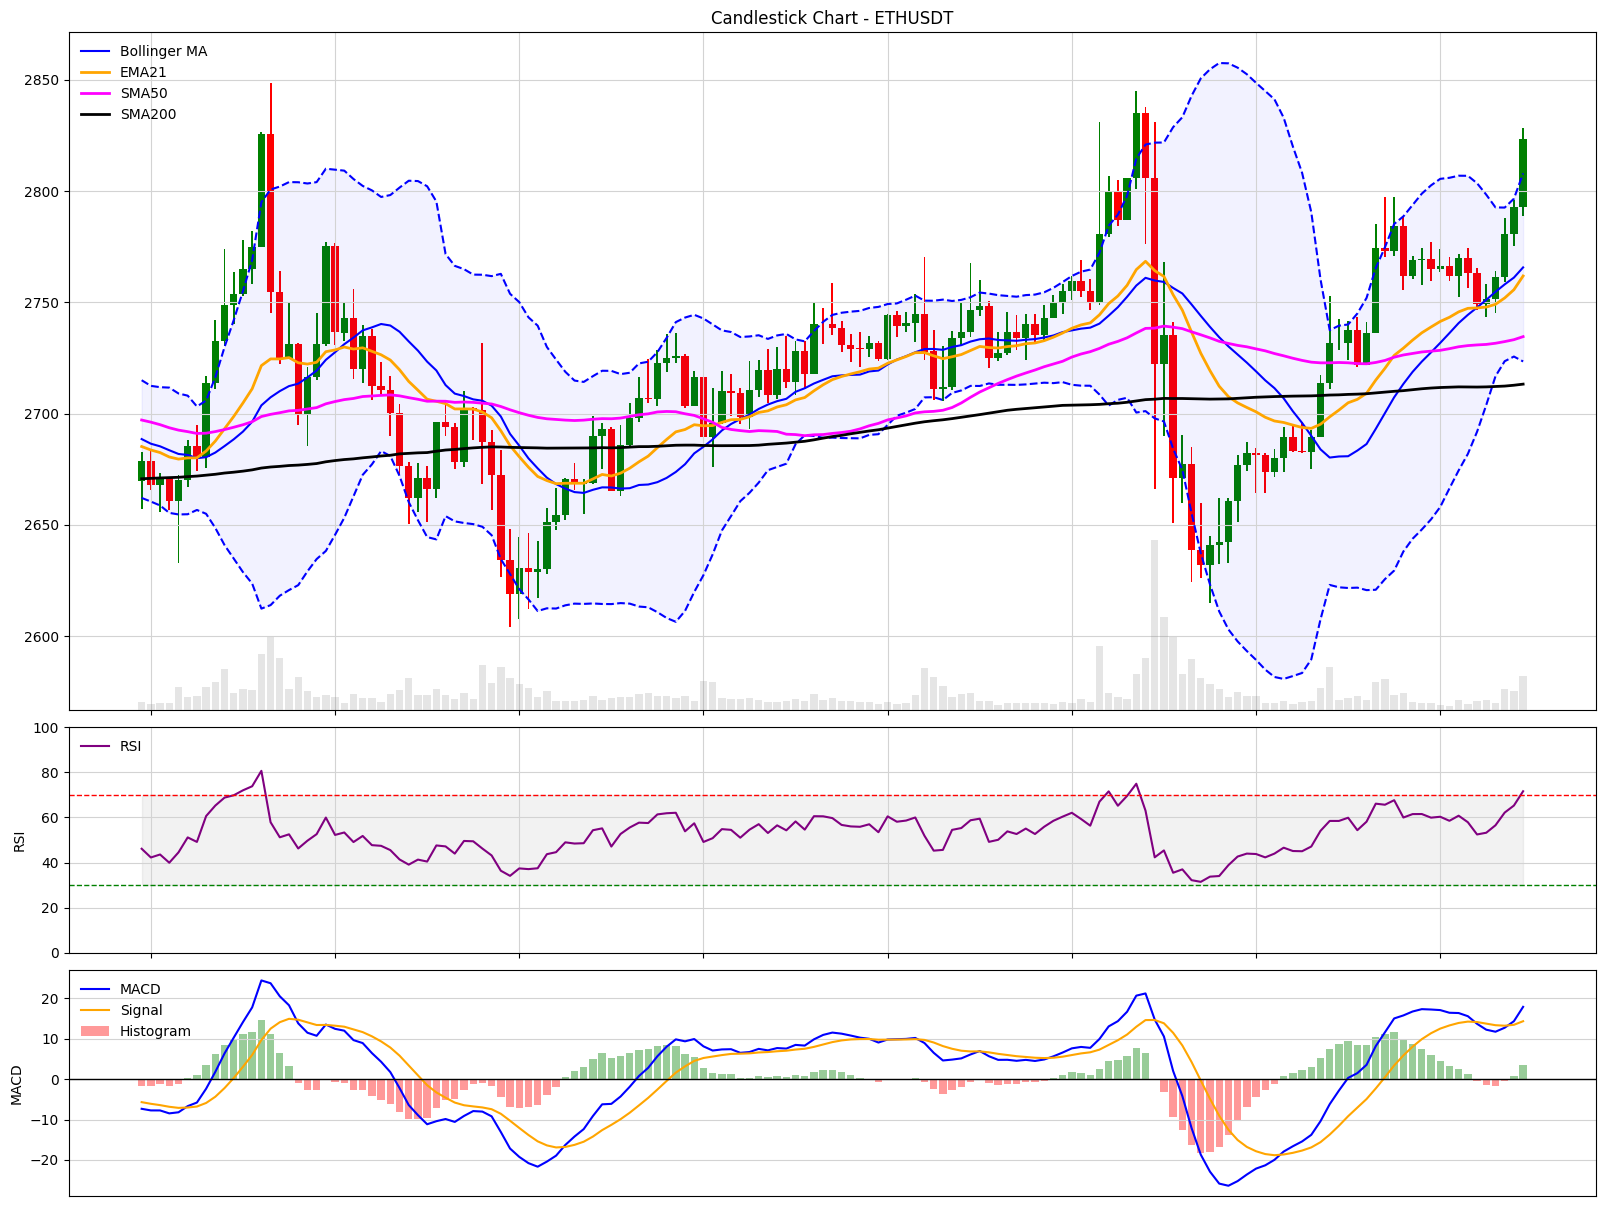 Candlestick Chart - ETHUSDT
Bollinger MA
EMA21
SMA50
SMA200
2850
2800
2750
2700
2650
2600
RSI
100
80
60
40
20
0
RSI
MACD
Signal
Histogram
20
10
0
−10
−20
MACD